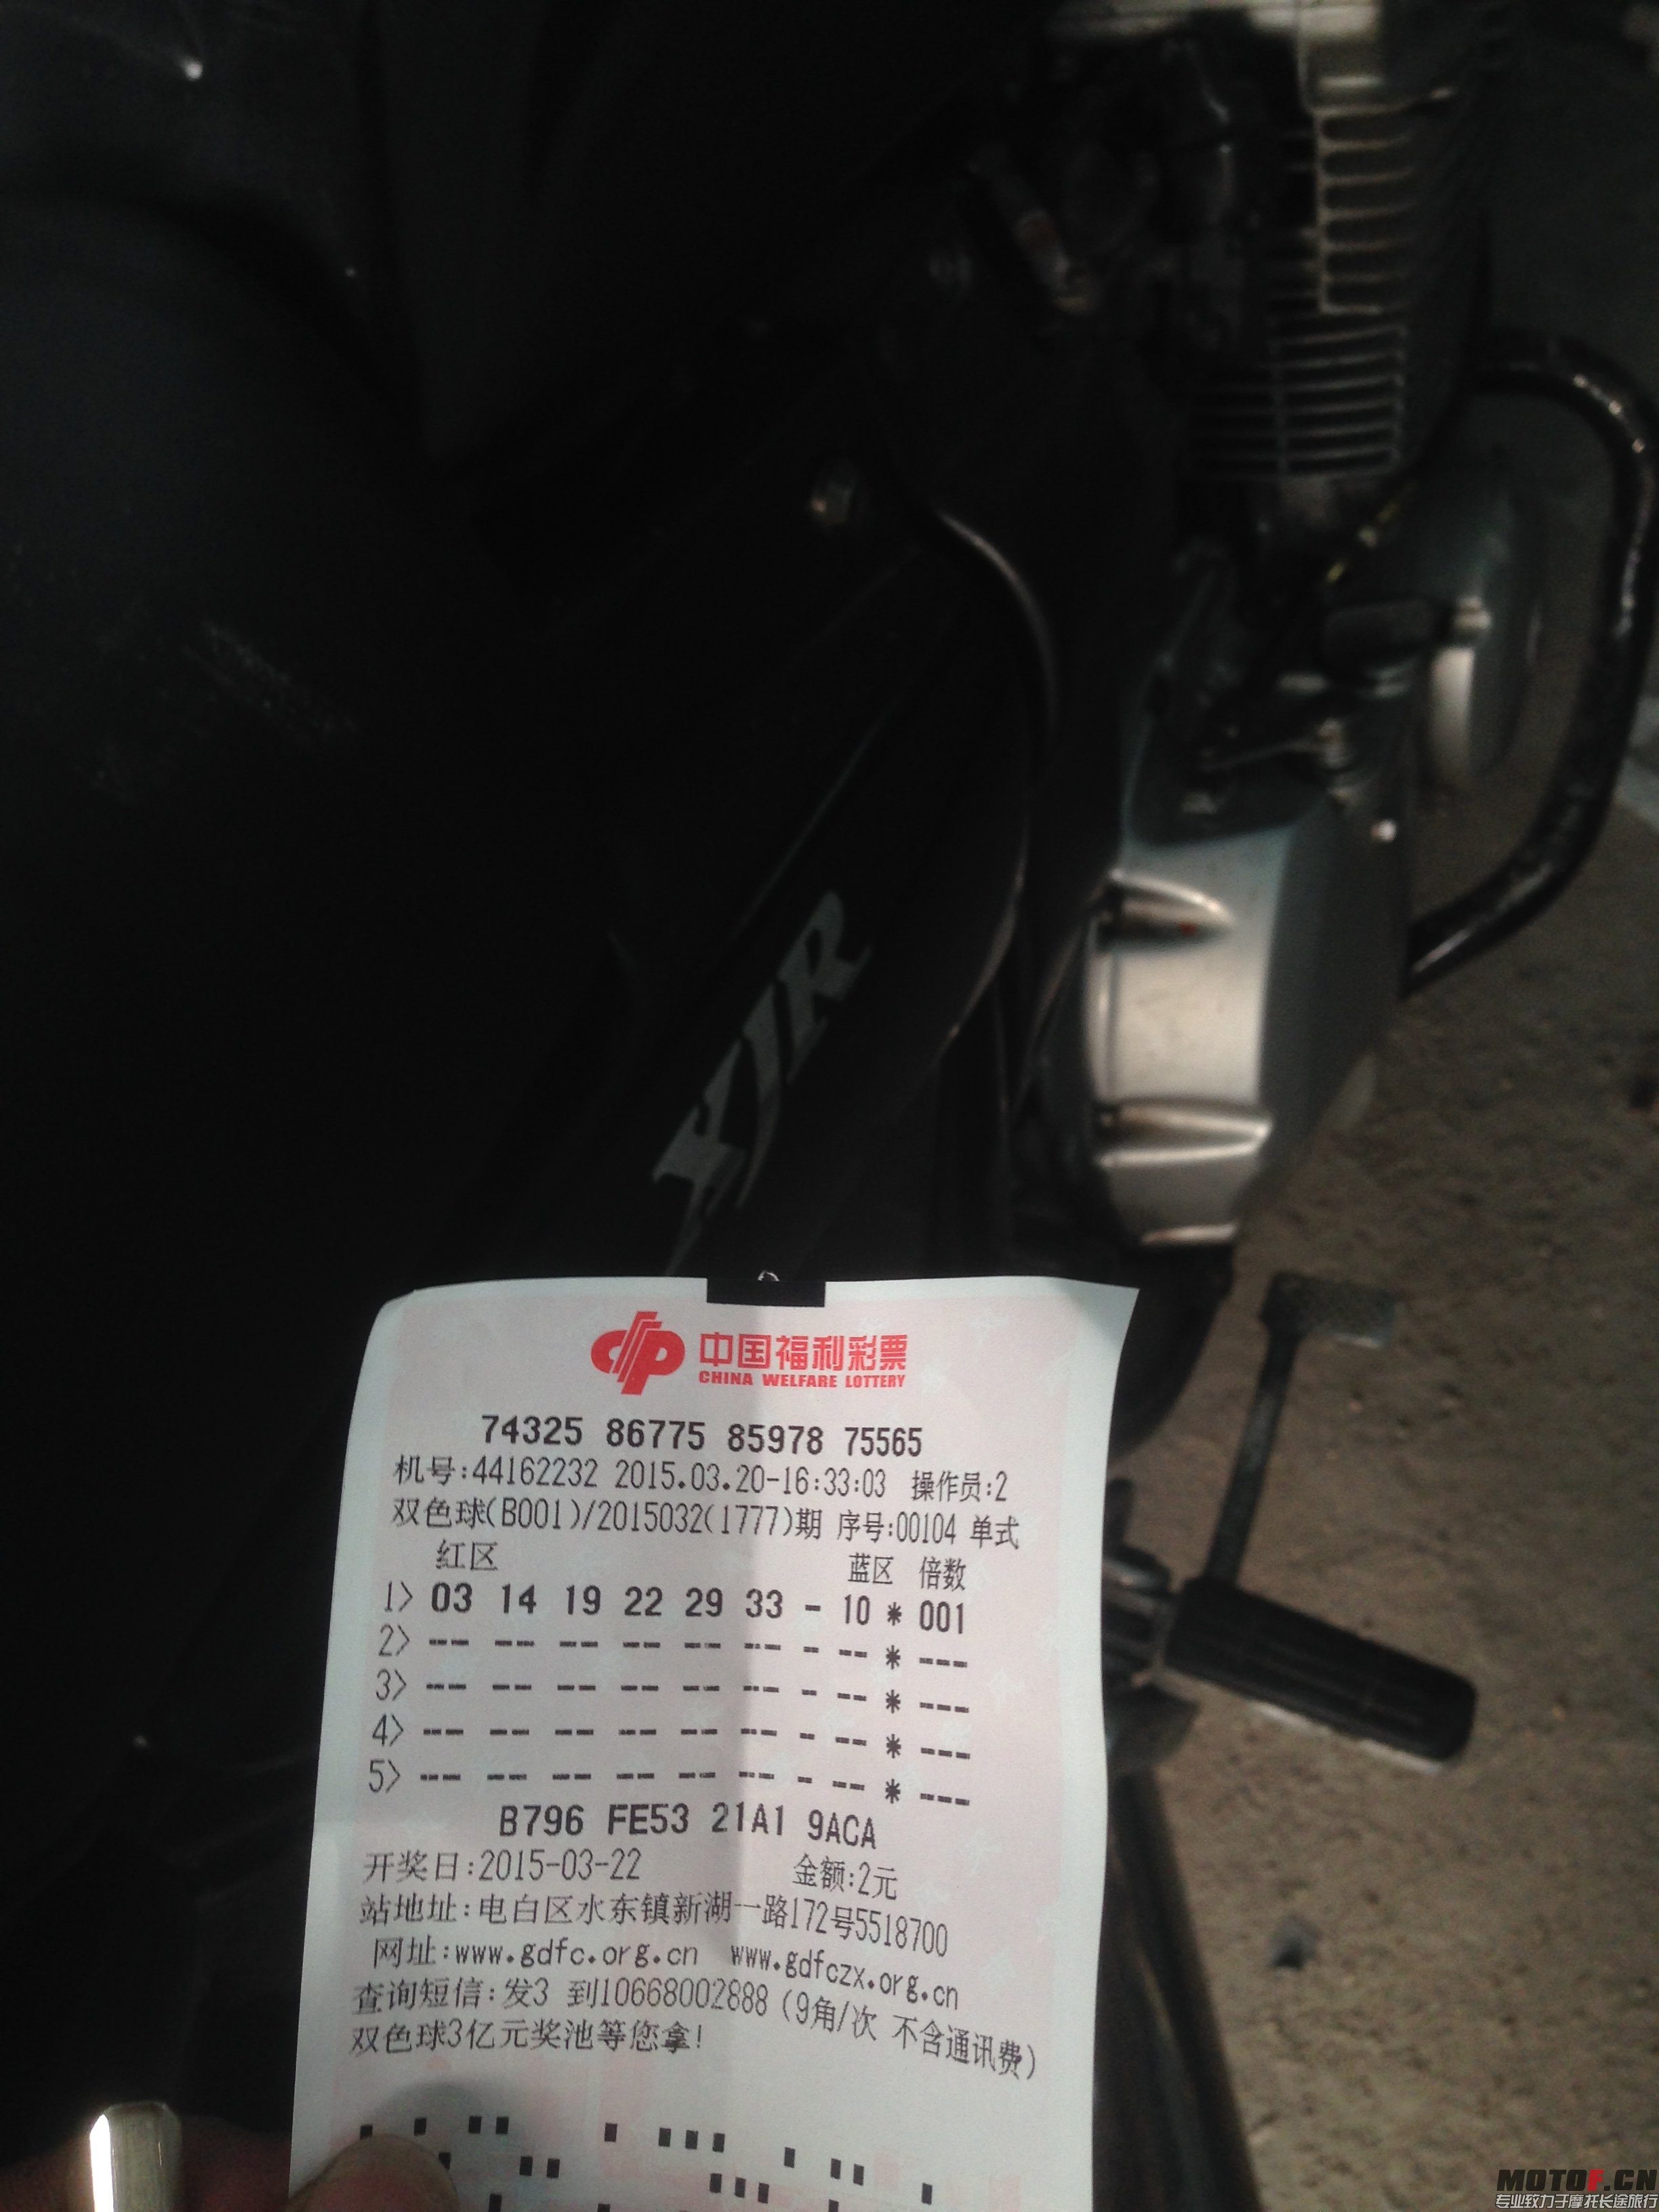 XJR
中国福利彩票
CHINA WELFARE LOTTERY
74325 86775 85978 75565
机号:44162232 2015.03.20-16:33:03 操作员:2
双色球(B001)/2015032(1777)期 序号:00104 单式
红区 蓝区 倍数
1> 03 14 19 22 29 33 - 10 * 001
2> -- -- -- -- -- -- - -- * ---
3> -- -- -- -- -- -- - -- * ---
4> -- -- -- -- -- -- - -- * ---
5> -- -- -- -- -- -- - -- * ---
B796 FE53 21A1 9ACA
开奖日:2015-03-22 金额:2元
站地址:电白区水东镇新湖一路172号5518700
网址:www.gdfc.org.cn www.gdfczx.org.cn
查询短信:发3 到10668002888（9角/次 不含通讯费）
双色球3亿元奖池等您拿!
MOTOF.CN
专业致力于摩托长途旅行